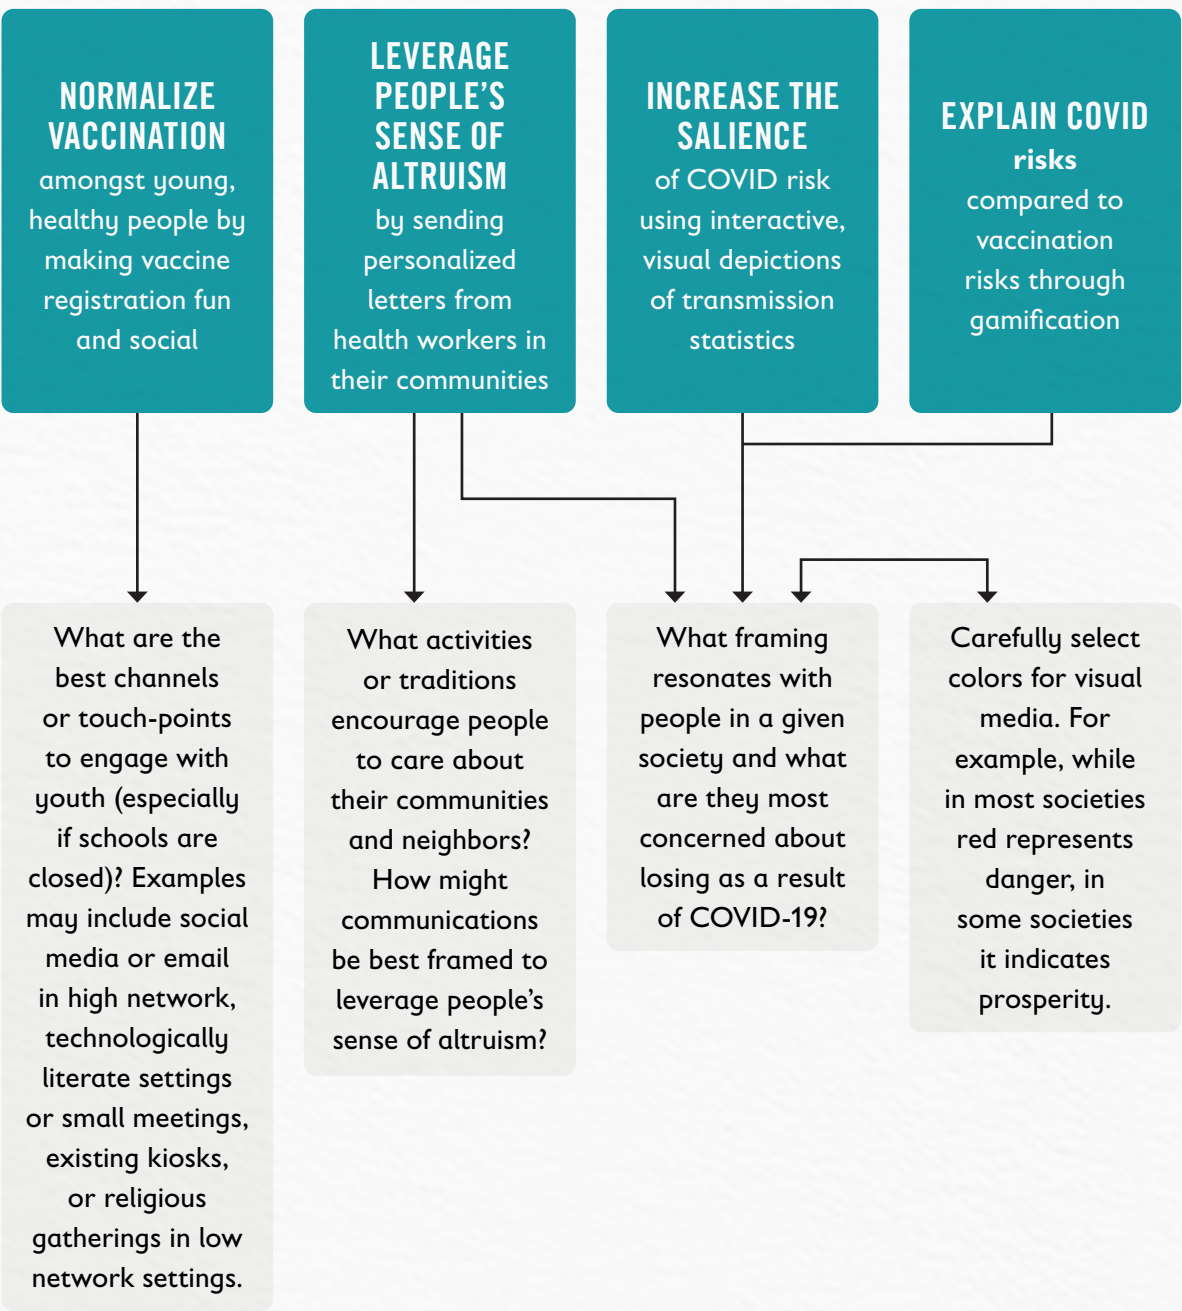 NORMALIZE
VACCINATION
amongst young,
healthy people by
making vaccine
registration fun
and social
LEVERAGE
PEOPLE’S
SENSE OF
ALTRUISM
by sending
personalized
letters from
health workers in
their communities
INCREASE THE
SALIENCE
of COVID risk
using interactive,
visual depictions
of transmission
statistics
EXPLAIN COVID
risks
compared to
vaccination
risks through
gamification
What are the
best channels
or touch-points
to engage with
youth (especially
if schools are
closed)? Examples
may include social
media or email
in high network,
technologically
literate settings
or small meetings,
existing kiosks,
or religious
gatherings in low
network settings.
What activities
or traditions
encourage people
to care about
their communities
and neighbors?
How might
communications
be best framed to
leverage people’s
sense of altruism?
What framing
resonates with
people in a given
society and what
are they most
concerned about
losing as a result
of COVID-19?
Carefully select
colors for visual
media. For
example, while
in most societies
red represents
danger, in
some societies
it indicates
prosperity.